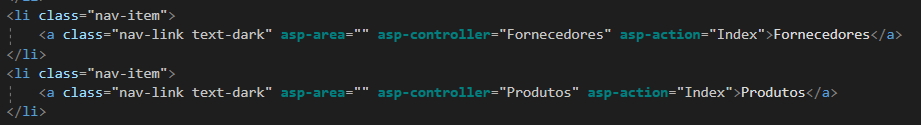 </li>
<li class="nav-item">
<a class="nav-link text-dark" asp-area="" asp-controller="Fornecedores" asp-action="Index">Fornecedores</a>
</li>
<li class="nav-item">
<a class="nav-link text-dark" asp-area="" asp-controller="Produtos" asp-action="Index">Produtos</a>
</li>